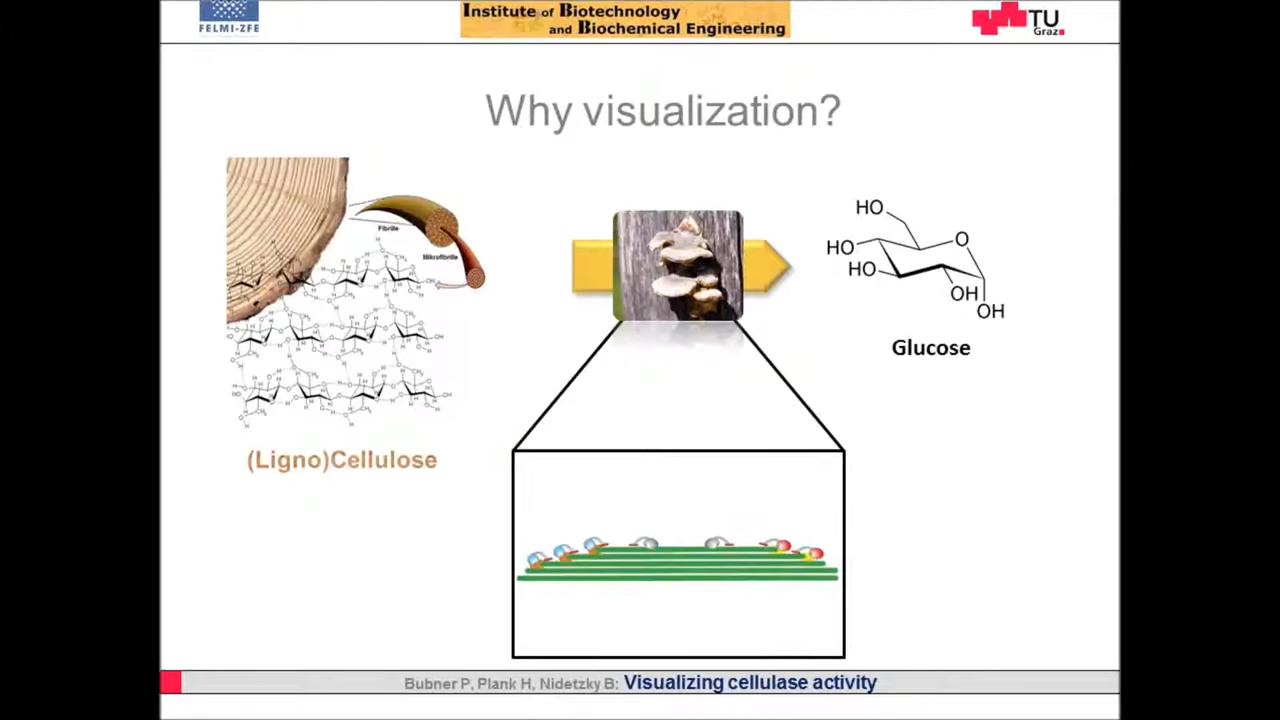 FELMI-ZFE
Institute of Biotechnology
and Biochemical Engineering
TU
Graz
Why visualization?
Fibrille
Mikrofibrille
HO
HO
HO
O
OH
OH
Glucose
(Ligno)Cellulose
Bubner P, Plank H, Nidetzky B: Visualizing cellulase activity